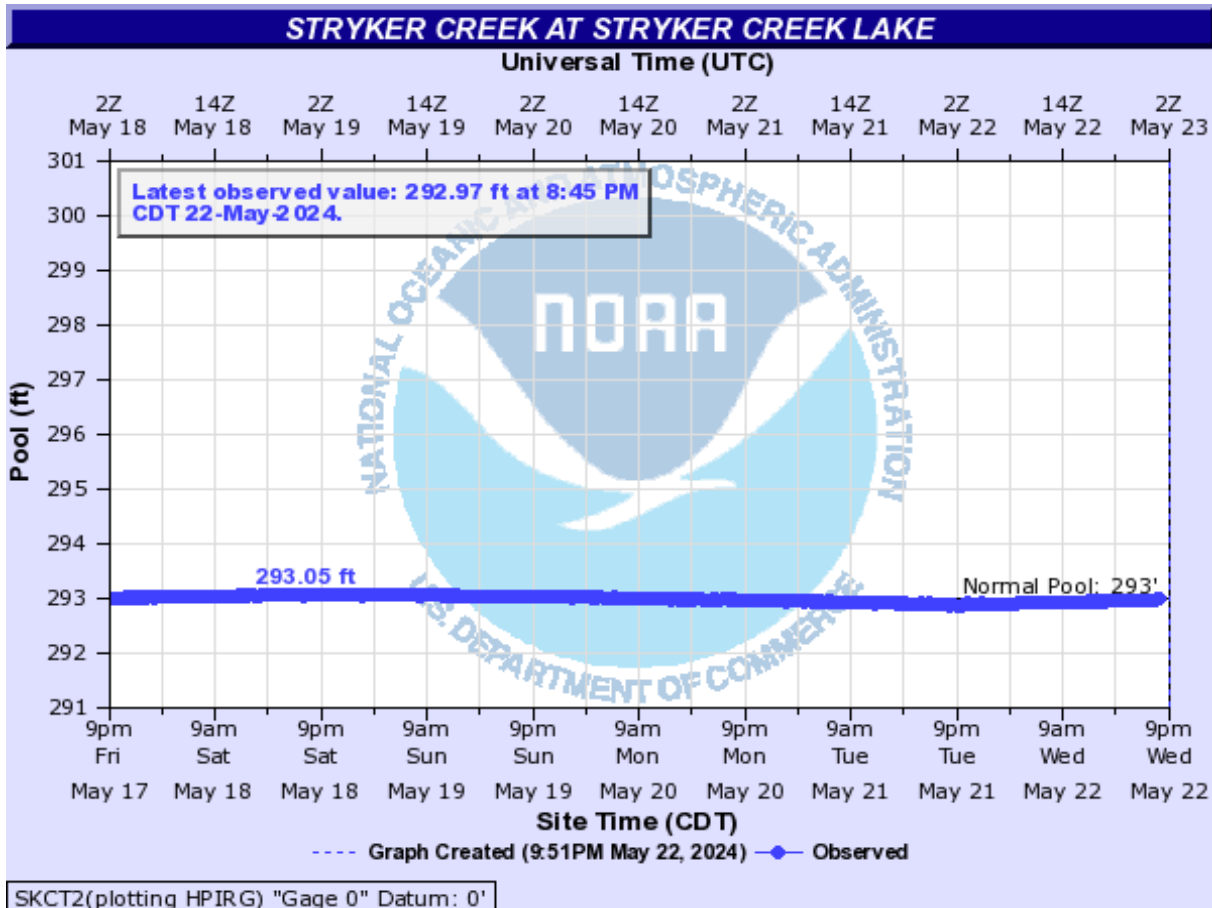 STRYKER CREEK AT STRYKER CREEK LAKE
Universal Time (UTC)
2Z 14Z 2Z 14Z 2Z 14Z 2Z 14Z 2Z 14Z 2Z
May 18 May 18 May 19 May 19 May 20 May 20 May 21 May 21 May 22 May 22 May 23
301
Latest observed value: 292.97 ft at 8:45 PM
CDT 22-May-2024.
300
299
298
297
296
295
294
293
292
291
Pool (ft)
NATIONAL OCEANIC AND ATMOSPHERIC ADMINISTRATION
NOAA
U.S. DEPARTMENT OF COMMERCE
293.05 ft
Normal Pool: 293'
9pm 9am 9pm 9am 9pm 9am 9pm 9am 9pm 9am 9pm
Fri Sat Sat Sun Sun Mon Mon Tue Tue Wed Wed
May 17 May 18 May 18 May 19 May 19 May 20 May 20 May 21 May 21 May 22 May 22
Site Time (CDT)
Graph Created (9:51PM May 22, 2024) Observed
SKCT2(plotting HPIRG) "Gage 0" Datum: 0'